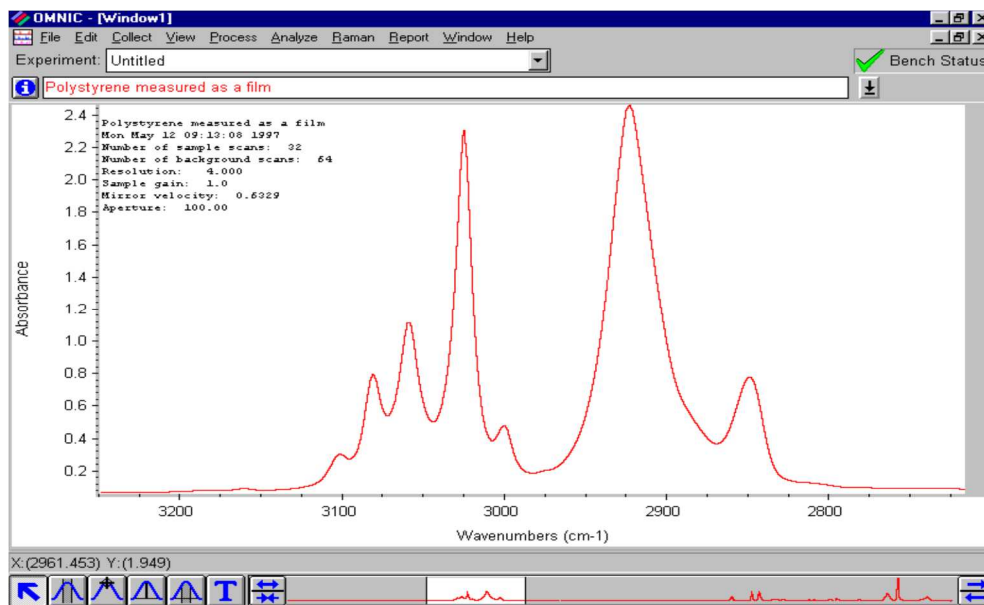 OMNIC - [Window1]
File Edit Collect View Process Analyze Raman Report Window Help
Experiment: Untitled
Bench Status
Polystyrene measured as a film
Polystyrene measured as a film
Mon May 12 09:13:08 1997
Number of sample scans: 32
Number of background scans: 64
Resolution: 4.000
Sample gain: 1.0
Mirror velocity: 0.6329
Aperture: 100.00
2.4
2.2
2.0
1.8
1.6
1.4
1.2
1.0
0.8
0.6
0.4
0.2
Absorbance
3200 3100 3000 2900 2800
Wavenumbers (cm-1)
X:(2961.453) Y:(1.949)
T